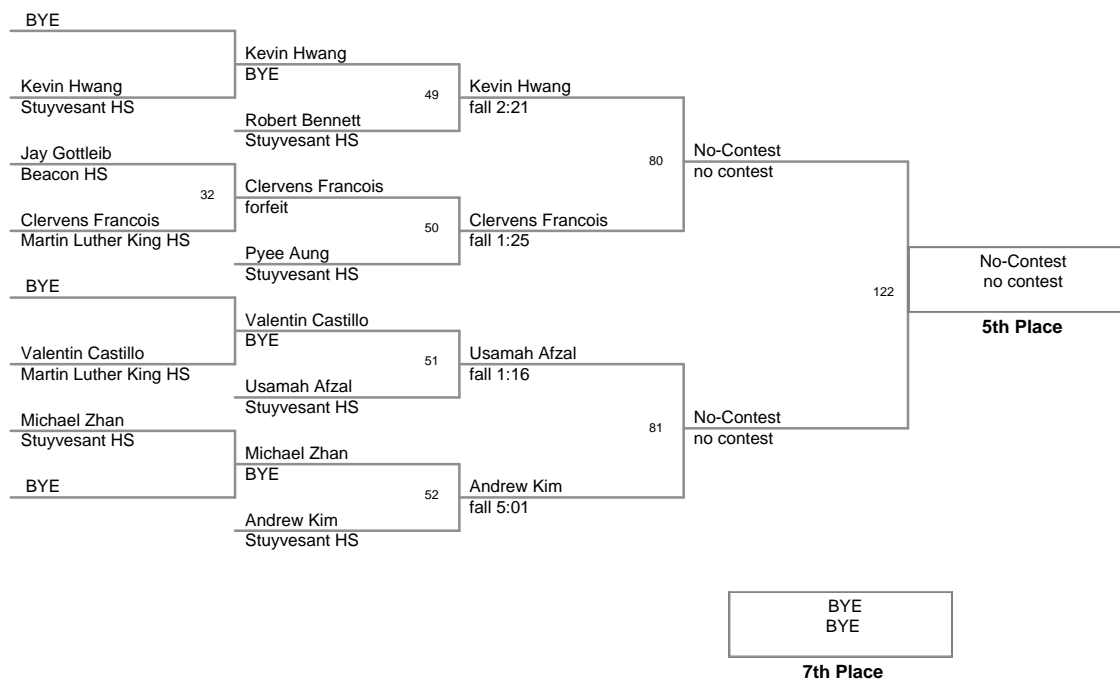 BYE
Kevin Hwang
BYE
Kevin Hwang
Stuyvesant HS
49
Kevin Hwang
fall 2:21
Robert Bennett
Stuyvesant HS
Jay Gottleib
Beacon HS
80
No-Contest
no contest
32
Clervens Francois
forfeit
Clervens Francois
Martin Luther King HS
50
Clervens Francois
fall 1:25
Pyee Aung
Stuyvesant HS
BYE
122
No-Contest
no contest
5th Place
Valentin Castillo
BYE
Valentin Castillo
Martin Luther King HS
51
Usamah Afzal
fall 1:16
Usamah Afzal
Stuyvesant HS
Michael Zhan
Stuyvesant HS
81
No-Contest
no contest
Michael Zhan
BYE
BYE
52
Andrew Kim
fall 5:01
Andrew Kim
Stuyvesant HS
BYE
BYE
7th Place